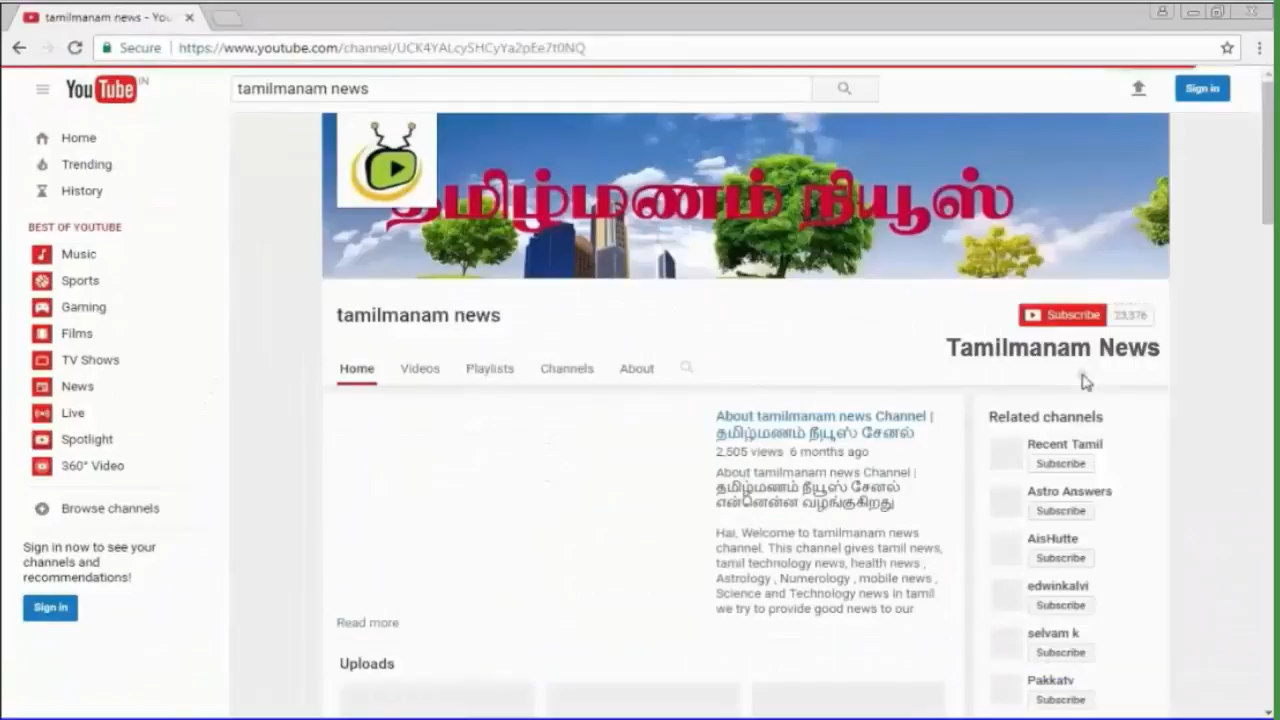 tamilmanam news - You
Secure
https://www.youtube.com/channel/UCK4YALcySHCyYa2pEe7t0NQ
YouTube IN
tamilmanam news
Sign in
Home
Trending
History
BEST OF YOUTUBE
Music
Sports
Gaming
Films
TV Shows
News
Live
Spotlight
360° Video
Browse channels
Sign in now to see your
channels and
recommendations!
Sign in
தமிழ்மணம் நியூஸ்
tamilmanam news
Subscribe 23,376
Tamilmanam News
Home Videos Playlists Channels About
About tamilmanam news Channel |
தமிழ்மணம் நீயூஸ் சேனல்
2,505 views 6 months ago
About tamilmanam news Channel |
தமிழ்மணம் நீயூஸ் சேனல்
என்னென்ன வழங்குகிறது
Hai, Welcome to tamilmanam news
channel. This channel gives tamil news,
tamil technology news, health news ,
Astrology , Numerology , mobile news ,
Science and Technology news in tamil
we try to provide good news to our
Read more
Uploads
Related channels
Recent Tamil
Subscribe
Astro Answers
Subscribe
AisHutte
Subscribe
edwinkalvi
Subscribe
selvam k
Subscribe
Pakkatv
Subscribe